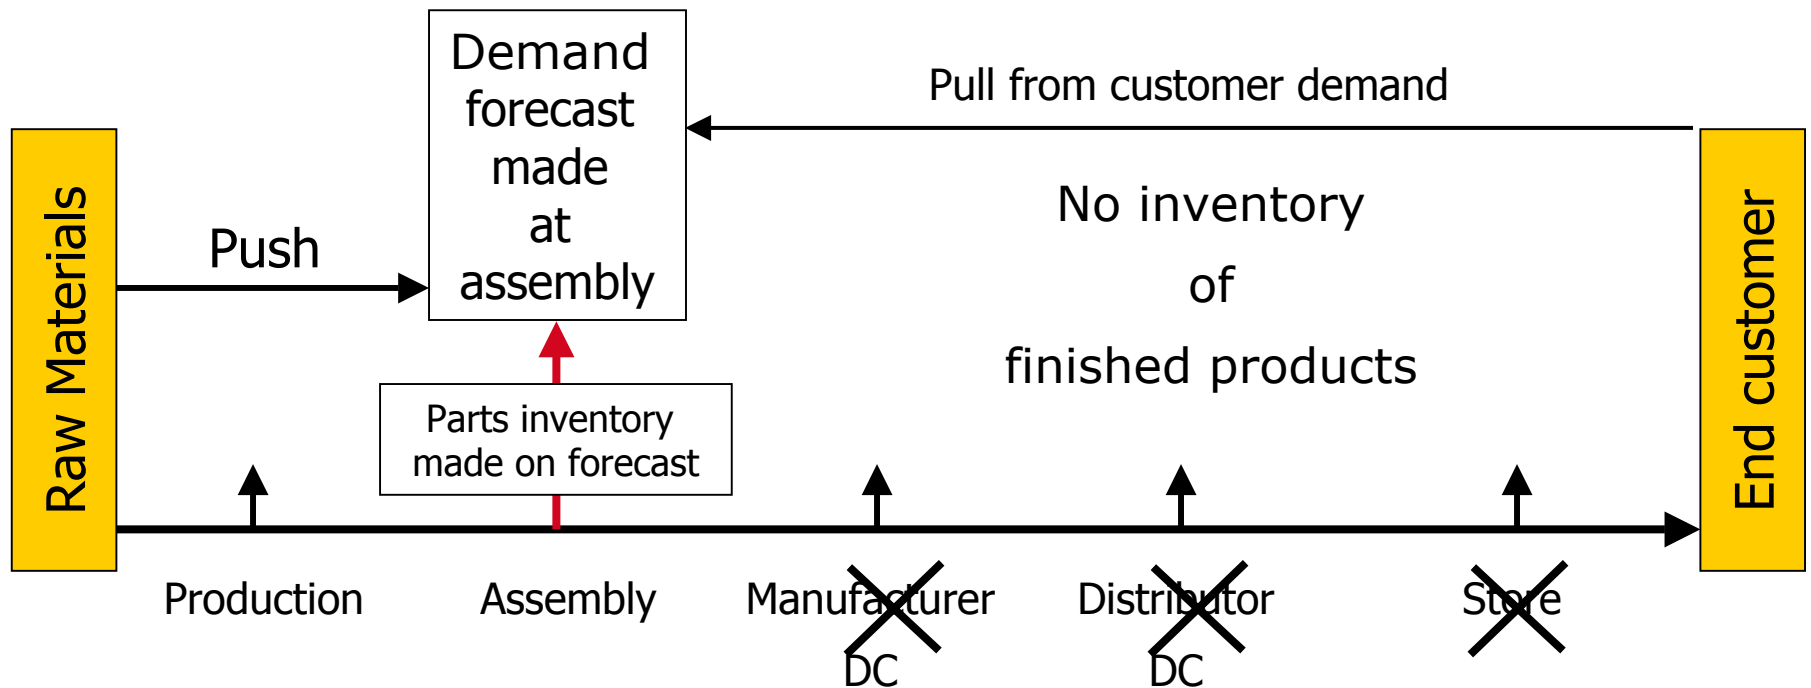 Demand
forecast
made
at
assembly
Pull from customer demand
Raw Materials
Push
No inventory
of
finished products
End customer
Parts inventory
made on forecast
Production
Assembly
Manufacturer
DC
Distributor
DC
Store